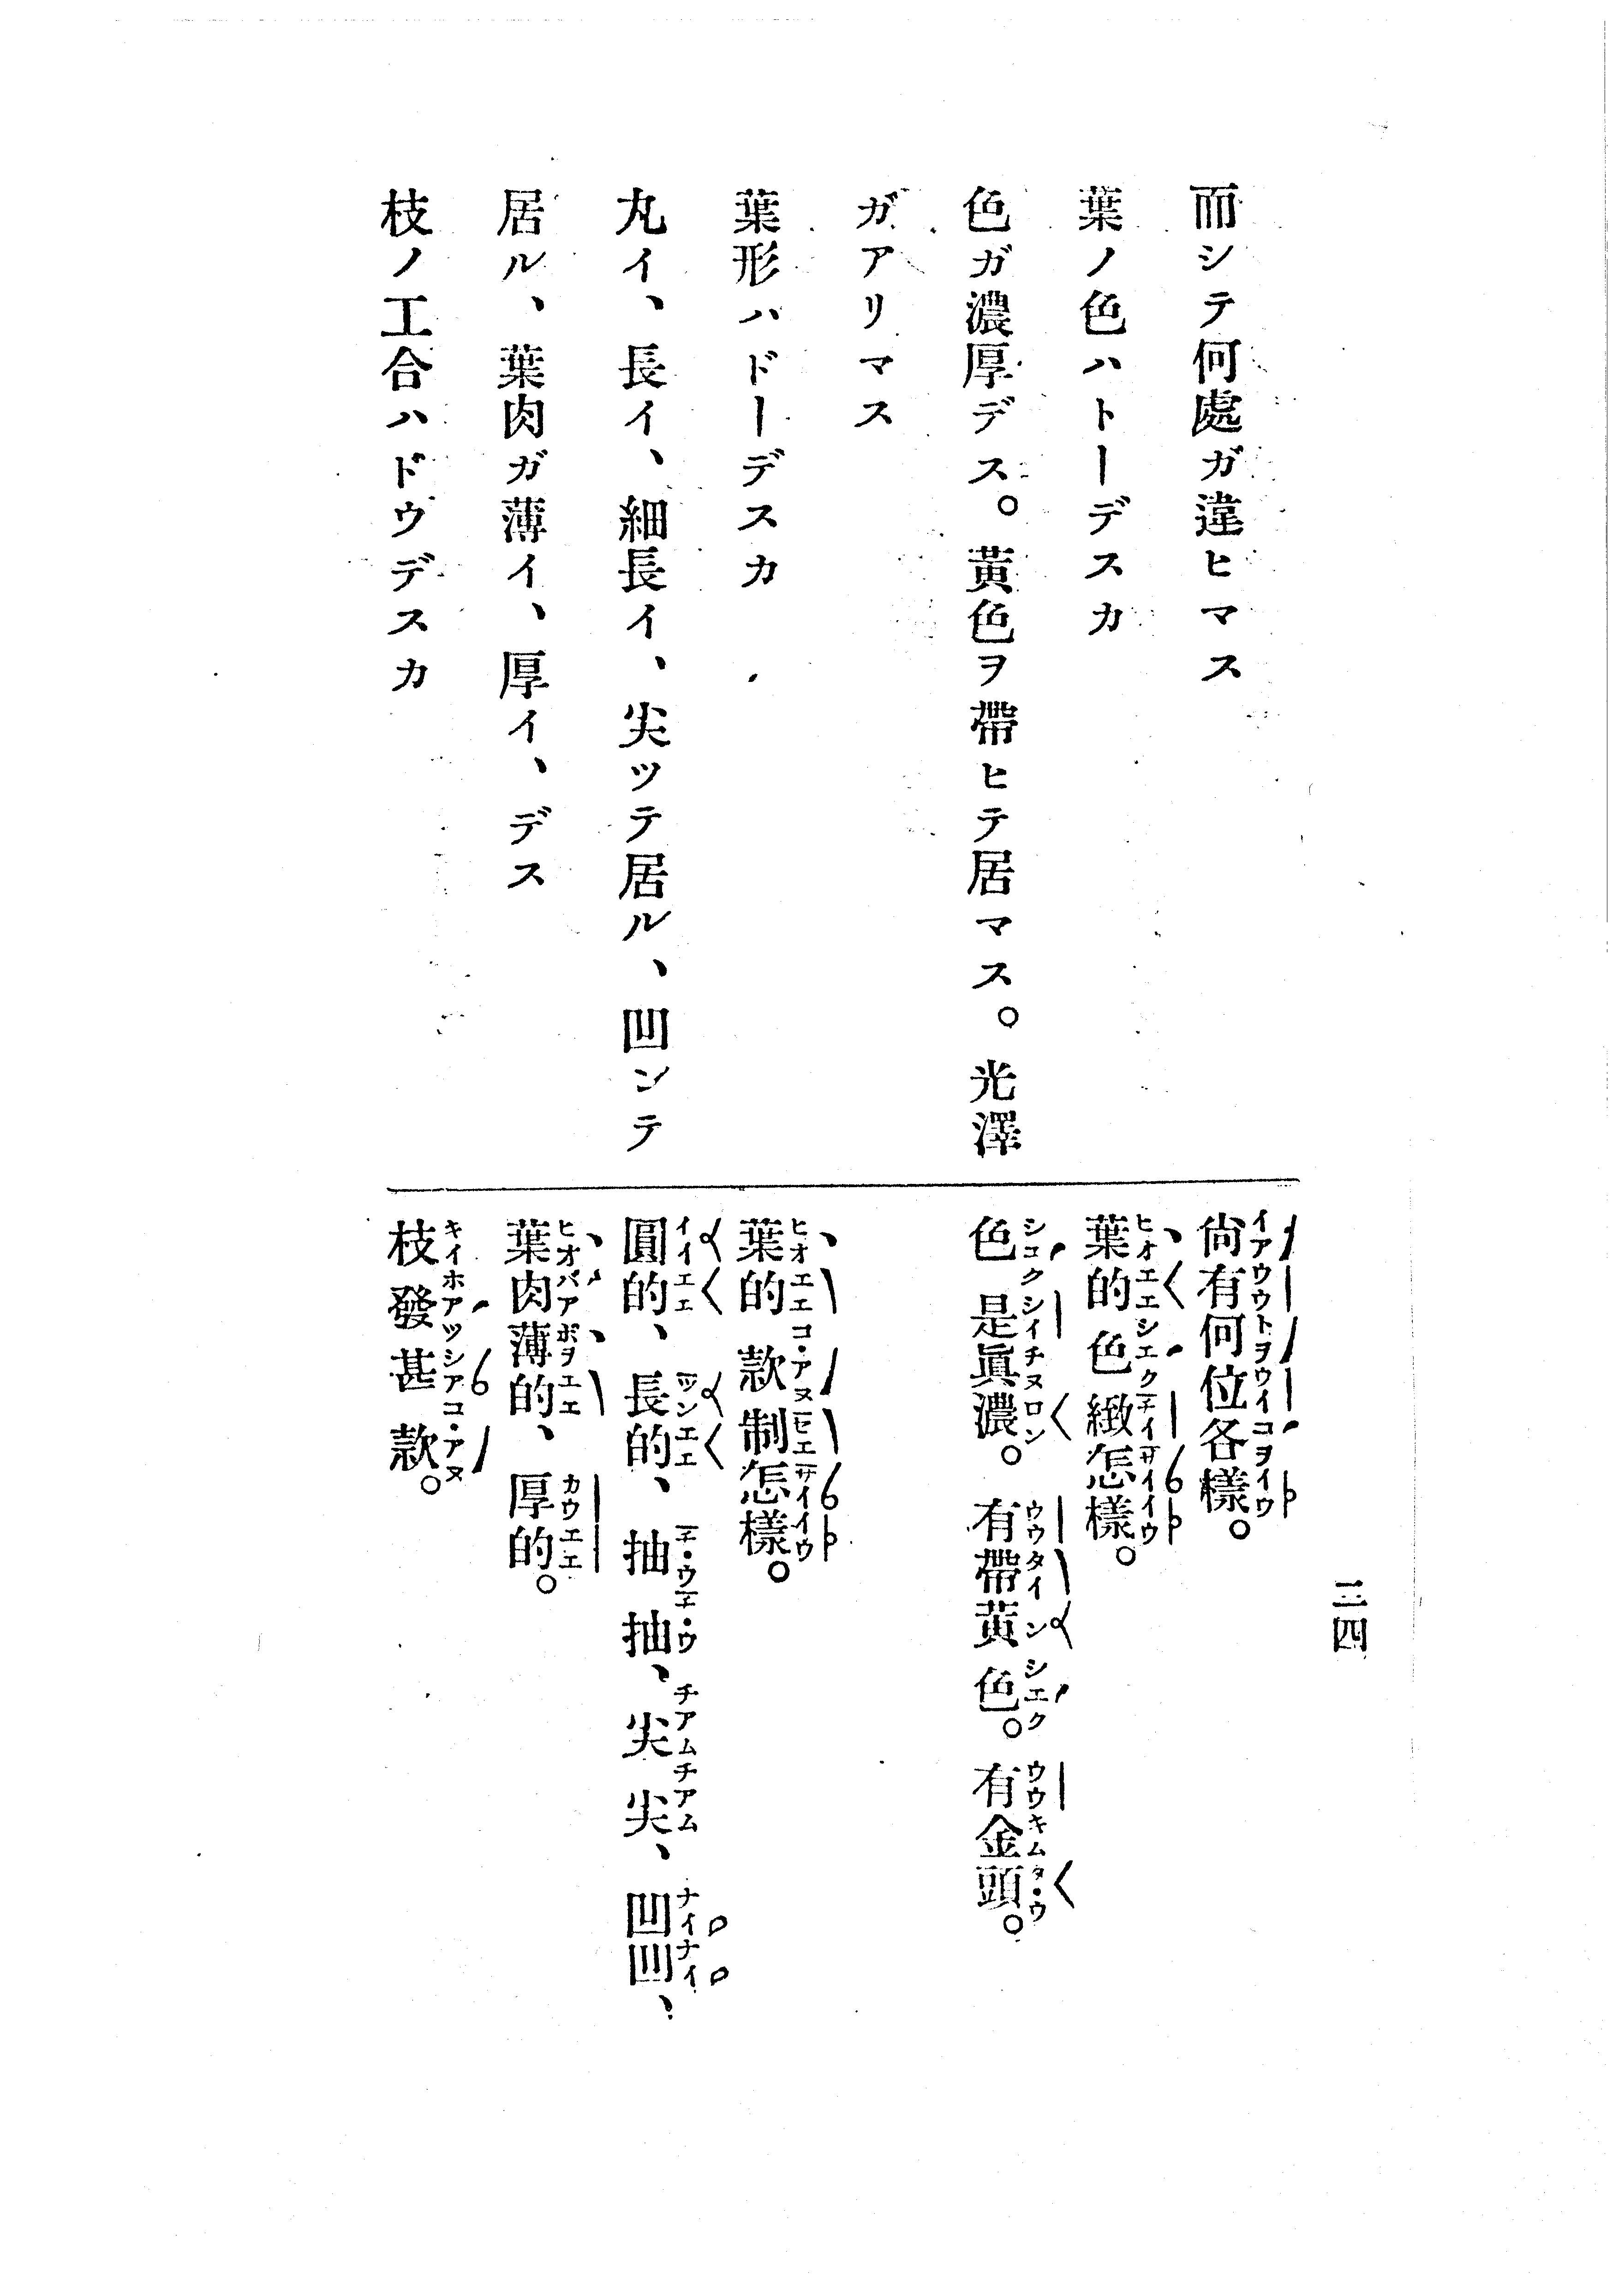 三四
而シテ何處ガ違ヒマス
葉ノ色ハトーデスカ
色ガ濃厚デス。黃色ヲ帶ヒテ居マス。光澤
ガアリマス
葉形ハドーデスカ
丸イ、長イ、細長イ、尖ッテ居ル、凹ンテ
居ル、葉肉ガ薄イ、厚イ、デス
枝ノ工合ハドウデスカ
尙有何位各樣。
葉的色緻怎樣。
色是眞濃。有帶黃色。有金頭。
葉的款制怎樣。
圓的、長的、抽抽、尖尖、凹凹、
葉肉薄的、厚的。
枝發甚款。